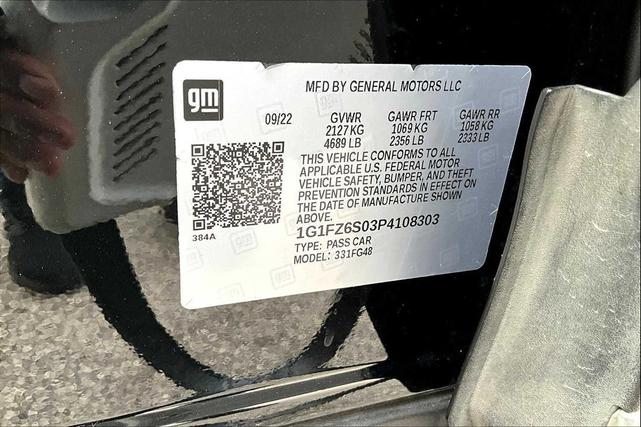 gm
MFD BY GENERAL MOTORS LLC
09/22 GVWR GAWR FRT GAWR RR
2127 KG 1069 KG 1058 KG
4689 LB 2356 LB 2333 LB
THIS VEHICLE CONFORMS TO ALL
APPLICABLE U.S. FEDERAL MOTOR
VEHICLE SAFETY, BUMPER, AND THEFT
PREVENTION STANDARDS IN EFFECT ON
THE DATE OF MANUFACTURE SHOWN
ABOVE.
384A
1G1FZ6S03P4108303
TYPE: PASS CAR
MODEL: 331FG48